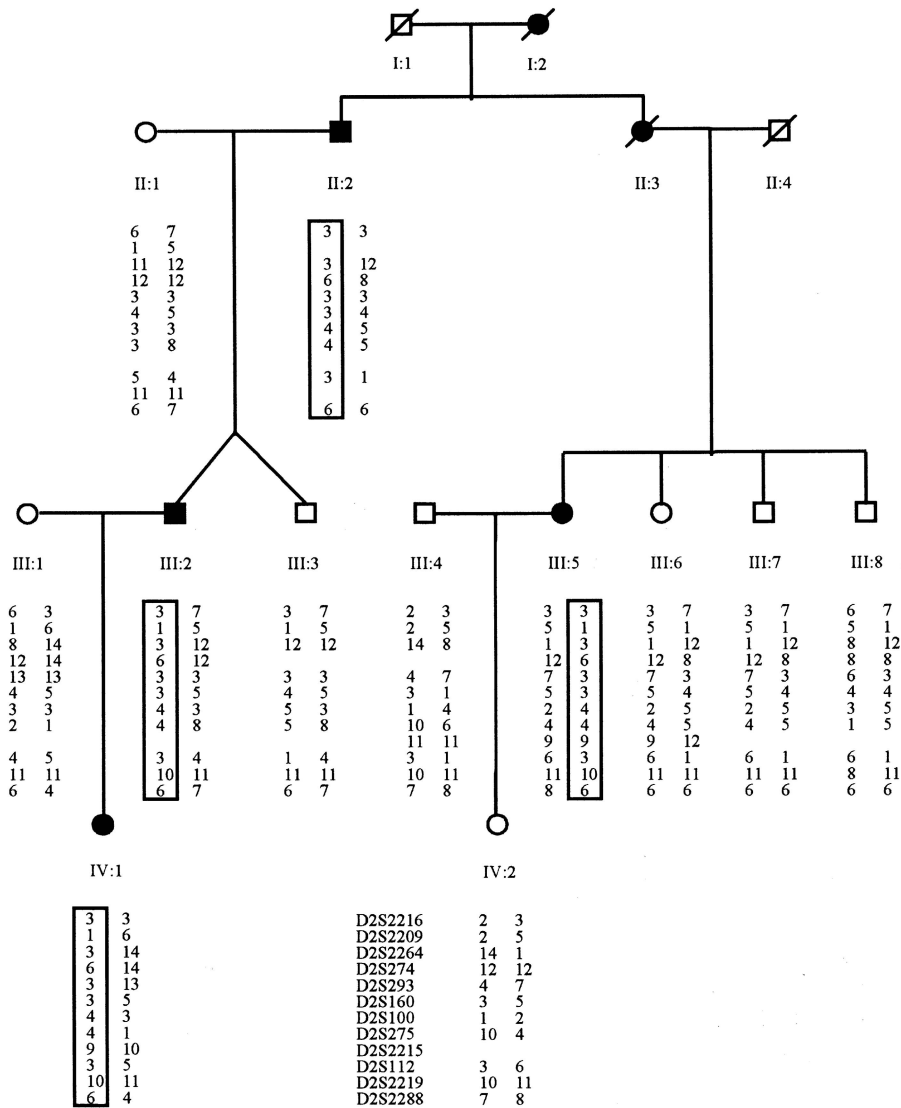 I:1 I:2
II:1 II:2 II:3 II:4
6 7 3 3
1 5
11 12 3 12
12 12 6 8
3 3 3 3
4 5 3 4
3 3 4 5
3 8 4 5
5 4 3 1
11 11
6 7 6 6
III:1 III:2 III:3 III:4 III:5 III:6 III:7 III:8
6 3 3 7 3 7 2 3 3 3 3 7 3 7 6 7
1 6 1 5 1 5 2 5 5 1 5 1 5 1 5 1
8 14 3 12 12 12 14 8 1 3 1 12 1 12 8 12
12 14 6 12 12 6 12 8 12 8 8 8
13 13 3 3 3 3 4 7 7 3 7 3 7 3 6 3
4 5 3 5 4 5 3 1 5 3 5 4 5 4 4 4
3 3 4 3 5 3 1 4 2 4 2 5 2 5 3 5
2 1 4 8 5 8 10 6 4 4 4 5 4 5 1 5
11 11 9 9 9 12
4 5 3 4 1 4 3 1 6 3 6 1 6 1 6 1
11 11 10 11 11 11 10 11 11 10 11 11 11 11 8 11
6 4 6 7 6 7 7 8 8 6 6 6 6 6 6 6
IV:1 IV:2
3 3 D2S2216 2 3
1 6 D2S2209 2 5
3 14 D2S2264 14 1
6 14 D2S274 12 12
3 13 D2S293 4 7
3 5 D2S160 3 5
4 3 D2S100 1 2
4 1 D2S275 10 4
9 10 D2S2215
3 5 D2S112 3 6
10 11 D2S2219 10 11
6 4 D2S2288 7 8